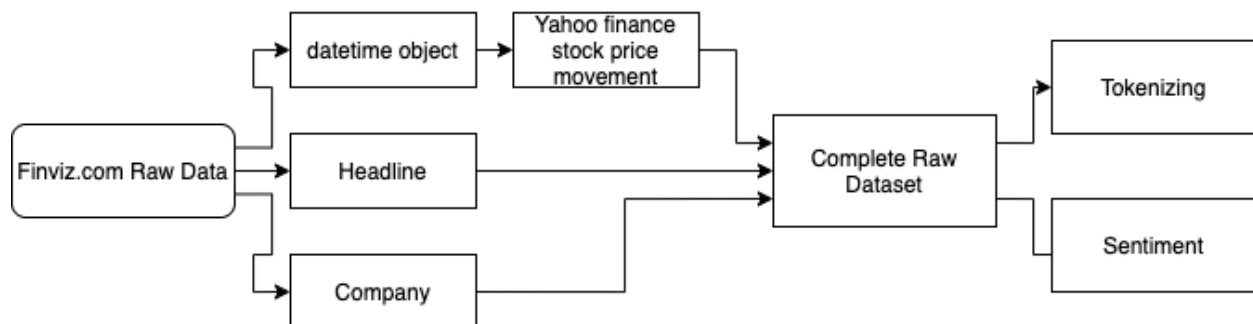 Finviz.com Raw Data
datetime object
Yahoo finance
stock price
movement
Headline
Company
Complete Raw
Dataset
Tokenizing
Sentiment